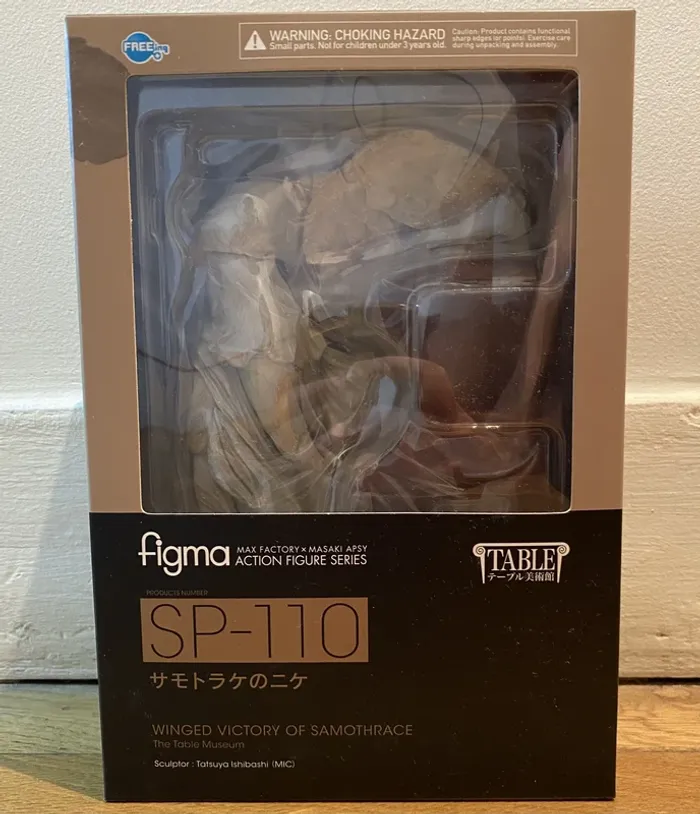 FREEing
WARNING: CHOKING HAZARD
Small parts. Not for children under 3 years old.
Caution: Product contains functional
sharp edges (or points). Exercise care
during unpacking and assembly.
figma
MAX FACTORY × MASAKI APSY
ACTION FIGURE SERIES
TABLE
テーブル美術館
PRODUCTS NUMBER
SP-110
サモトラケのニケ
WINGED VICTORY OF SAMOTHRACE
The Table Museum
Sculptor : Tatsuya Ishibashi (MIC)